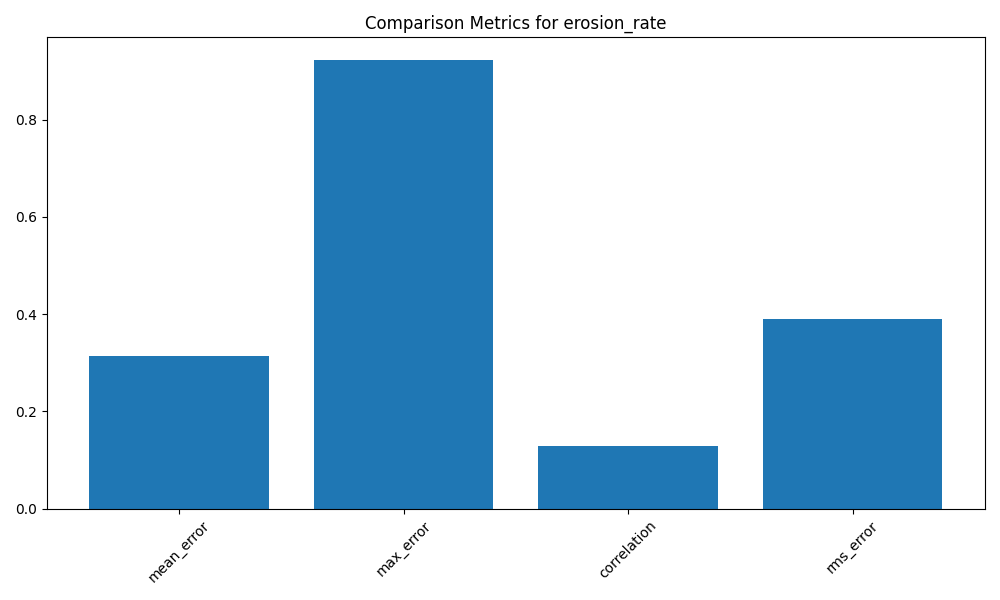 Comparison Metrics for erosion_rate
0.8
0.6
0.4
0.2
0.0
mean_error
max_error
correlation
rms_error